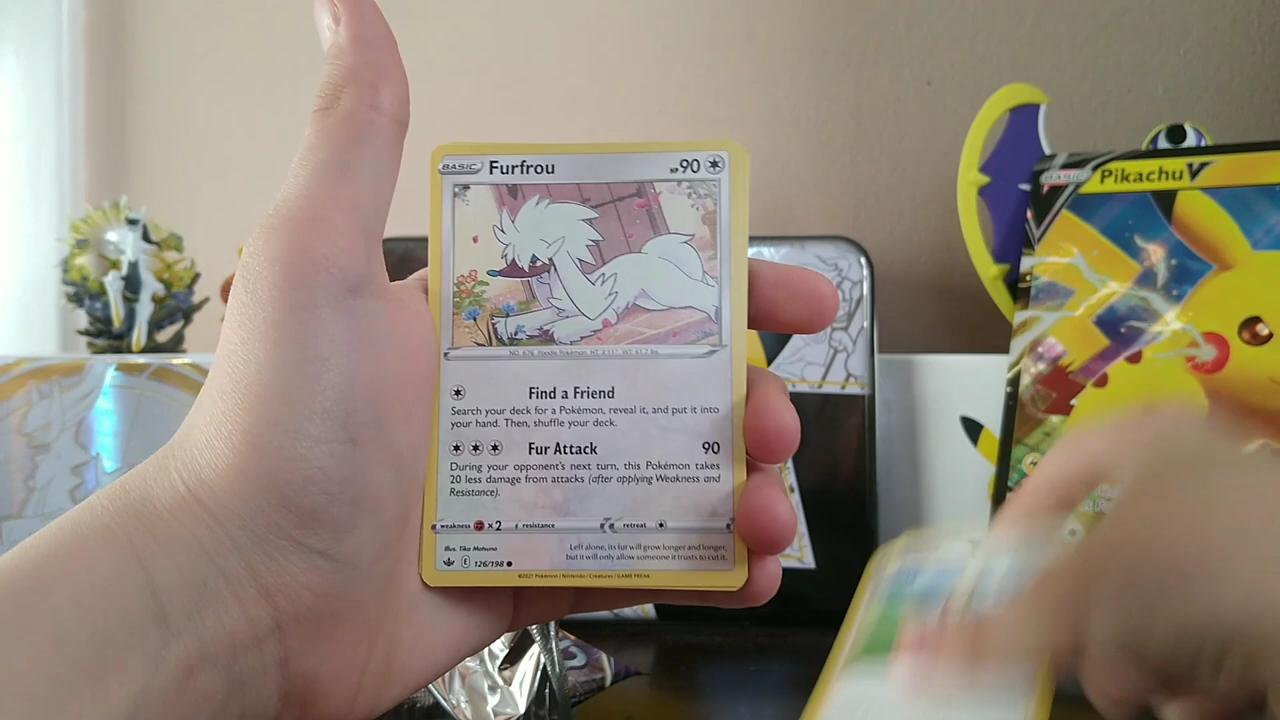 BASIC Furfrou HP 90
NO. 676 Poodle Pokémon HT: 3'11" WT: 61.7 lbs.
Find a Friend
Search your deck for a Pokémon, reveal it, and put it into
your hand. Then, shuffle your deck.
Fur Attack 90
During your opponent's next turn, this Pokémon takes
20 less damage from attacks (after applying Weakness and
Resistance).
weakness ×2 resistance retreat
Illus. Tika Matsuno
Left alone, its fur will grow longer and longer,
but it will only allow someone it trusts to cut it.
E 126/198
©2021 Pokémon / Nintendo / Creatures / GAME FREAK
BASIC Pikachu V